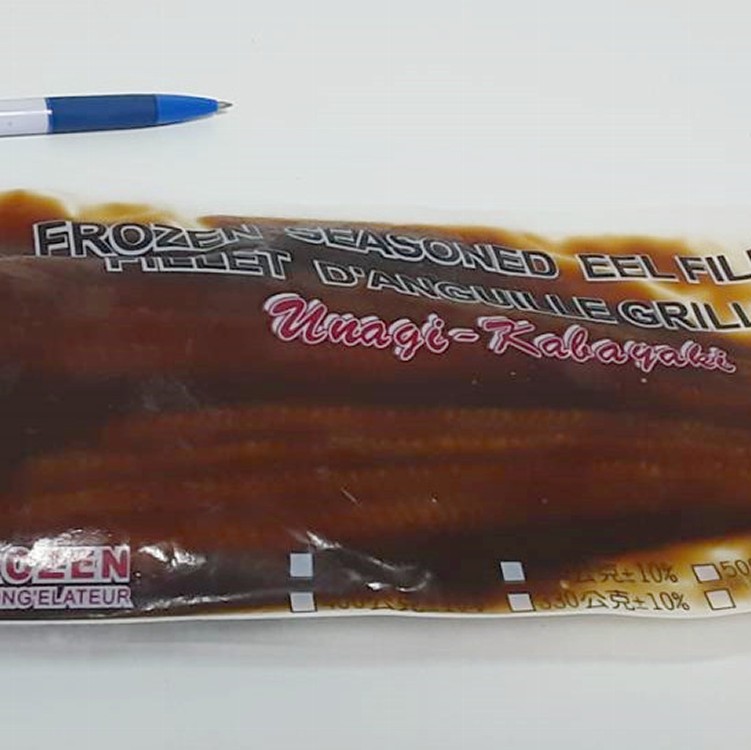 FROZEN SEASONED EEL FIL
FILLET D'ANGUILLE GRILL
Unagi-Kabayaki
OZEN
NG'ELATEUR
公克±10%
330公克±10%